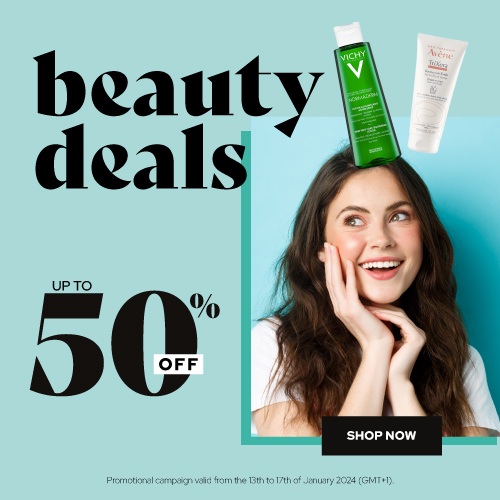 beauty
deals
VICHY
NORMADERM
Avène
TriXera
UP TO
50%
OFF
SHOP NOW
Promotional campaign valid from the 13th to 17th of January 2024 (GMT+1).